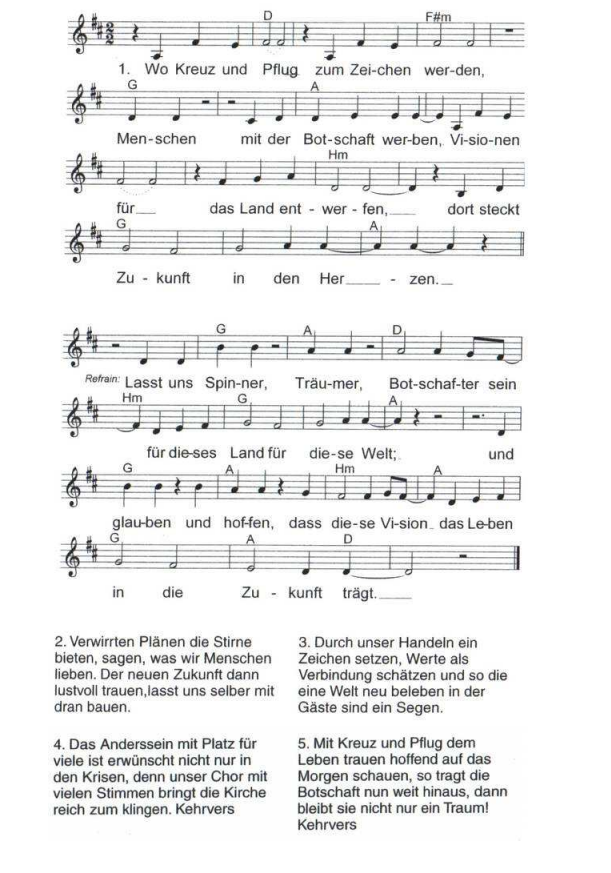 D F#m
1. Wo Kreuz und Pflug zum Zei-chen wer-den,
G A
Men-schen mit der Bot-schaft wer-ben, Vi-sio-nen
Hm
für__ das Land ent - wer - fen,___ dort steckt
G A
Zu - kunft in den Her____ - zen.__
G A D
Refrain: Lasst uns Spin-ner, Träu-mer, Bot-schaf-ter sein
Hm G A
für die-ses Land für die-se Welt; und
G A Hm A
glau-ben und hof-fen, dass die-se Vi-sion_ das Le-ben
G A D
in die Zu - kunft trägt.____
2. Verwirrten Plänen die Stirne
bieten, sagen, was wir Menschen
lieben. Der neuen Zukunft dann
lustvoll trauen,lasst uns selber mit
dran bauen.
3. Durch unser Handeln ein
Zeichen setzen, Werte als
Verbindung schätzen und so die
eine Welt neu beleben in der
Gäste sind ein Segen.
4. Das Anderssein mit Platz für
viele ist erwünscht nicht nur in
den Krisen, denn unser Chor mit
vielen Stimmen bringt die Kirche
reich zum klingen. Kehrvers
5. Mit Kreuz und Pflug dem
Leben trauen hoffend auf das
Morgen schauen, so tragt die
Botschaft nun weit hinaus, dann
bleibt sie nicht nur ein Traum!
Kehrvers